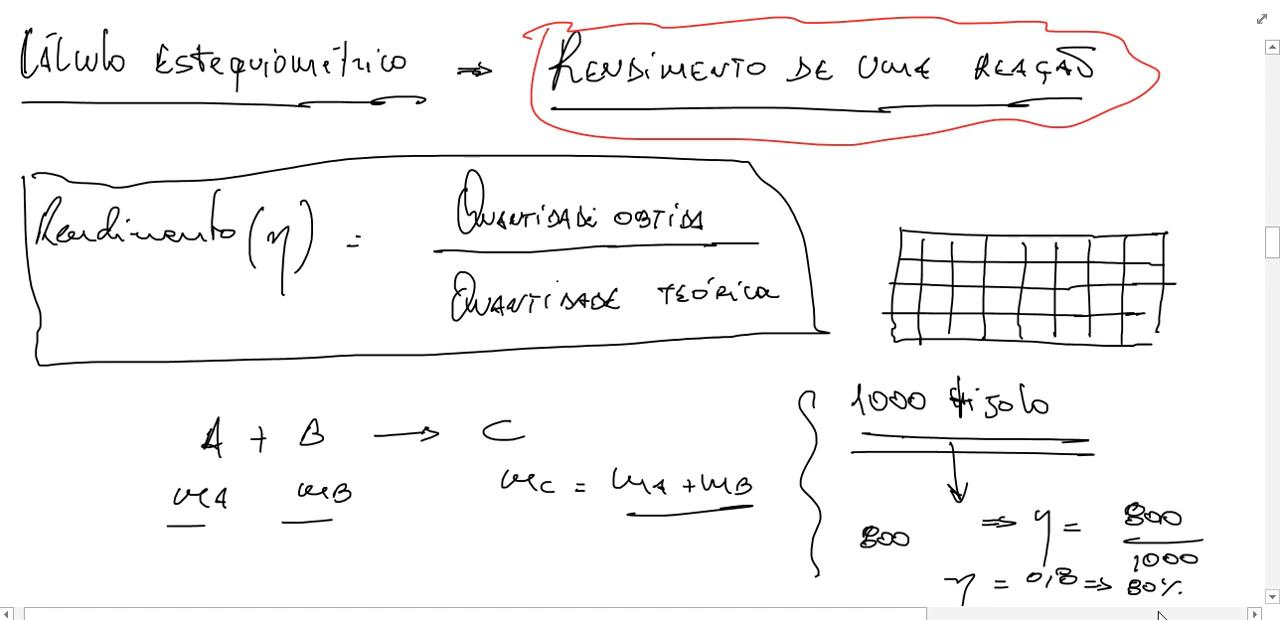 CÁLCULO ESTEQUIOMÉTRICO ⇒ RENDIMENTO DE UMA REAÇÃO
Rendimento (η) = QUANTIDADE OBTIDA
QUANTIDADE TEÓRICA
A + B → C
mA mB mC = mA + mB
1000 tijolo
800 ⇒ η = 800
1000
η = 0,8 ⇒ 80%